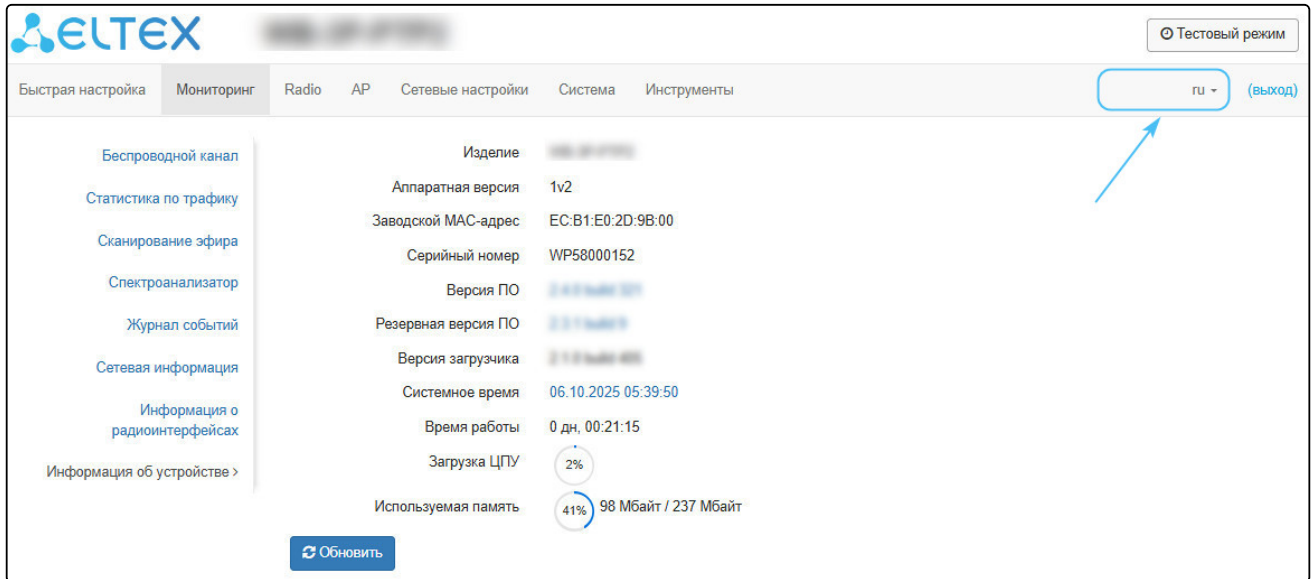 ELTEX
Тестовый режим
Быстрая настройка Мониторинг Radio AP Сетевые настройки Система Инструменты ru (выход)
Беспроводной канал
Статистика по трафику
Сканирование эфира
Спектроанализатор
Журнал событий
Сетевая информация
Информация о
радиоинтерфейсах
Информация об устройстве >
Изделие
Аппаратная версия 1v2
Заводской MAC-адрес EC:B1:E0:2D:9B:00
Серийный номер WP58000152
Версия ПО
Резервная версия ПО
Версия загрузчика
Системное время 06.10.2025 05:39:50
Время работы 0 дн, 00:21:15
Загрузка ЦПУ 2%
Используемая память 41% 98 Мбайт / 237 Мбайт
Обновить